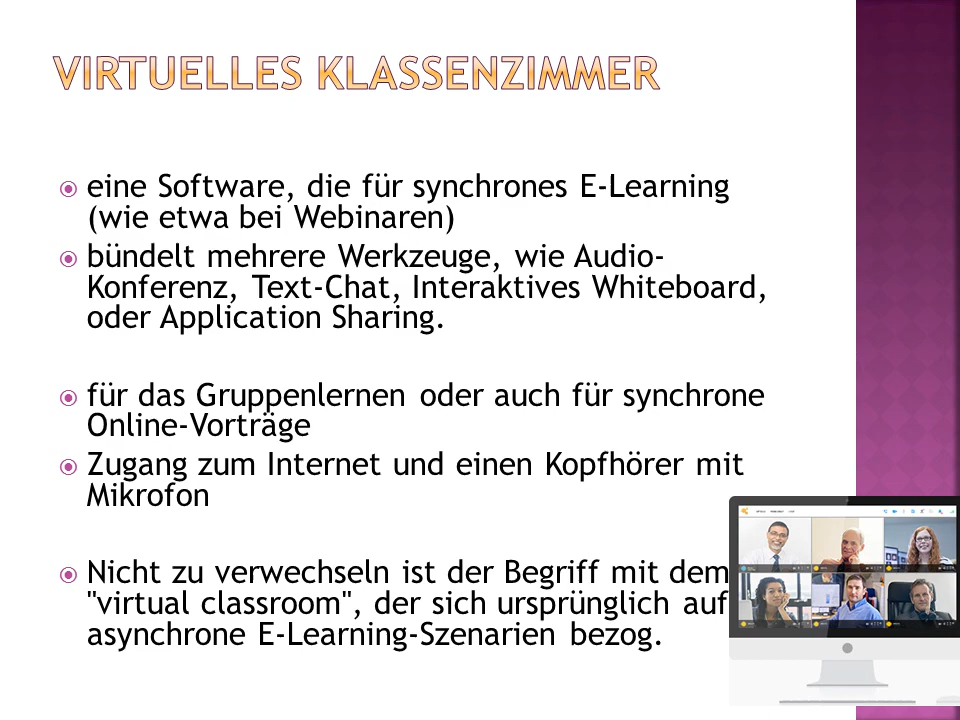 VIRTUELLES KLASSENZIMMER
eine Software, die für synchrones E-Learning
(wie etwa bei Webinaren)
bündelt mehrere Werkzeuge, wie Audio-
Konferenz, Text-Chat, Interaktives Whiteboard,
oder Application Sharing.
für das Gruppenlernen oder auch für synchrone
Online-Vorträge
Zugang zum Internet und einen Kopfhörer mit
Mikrofon
Nicht zu verwechseln ist der Begriff mit dem
"virtual classroom", der sich ursprünglich auf
asynchrone E-Learning-Szenarien bezog.